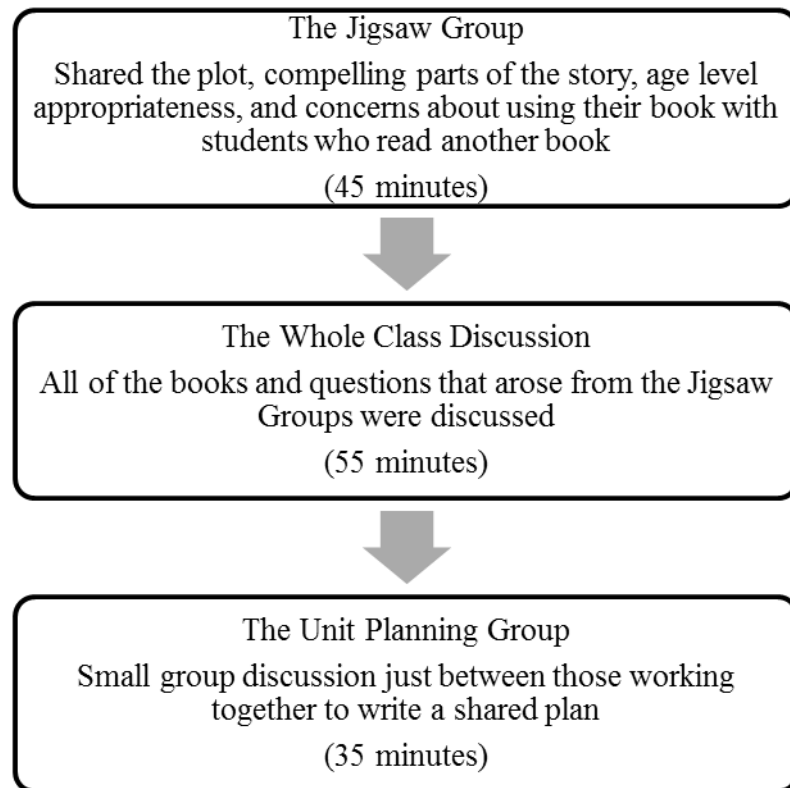 The Jigsaw Group
Shared the plot, compelling parts of the story, age level
appropriateness, and concerns about using their book with
students who read another book
(45 minutes)
The Whole Class Discussion
All of the books and questions that arose from the Jigsaw
Groups were discussed
(55 minutes)
The Unit Planning Group
Small group discussion just between those working
together to write a shared plan
(35 minutes)